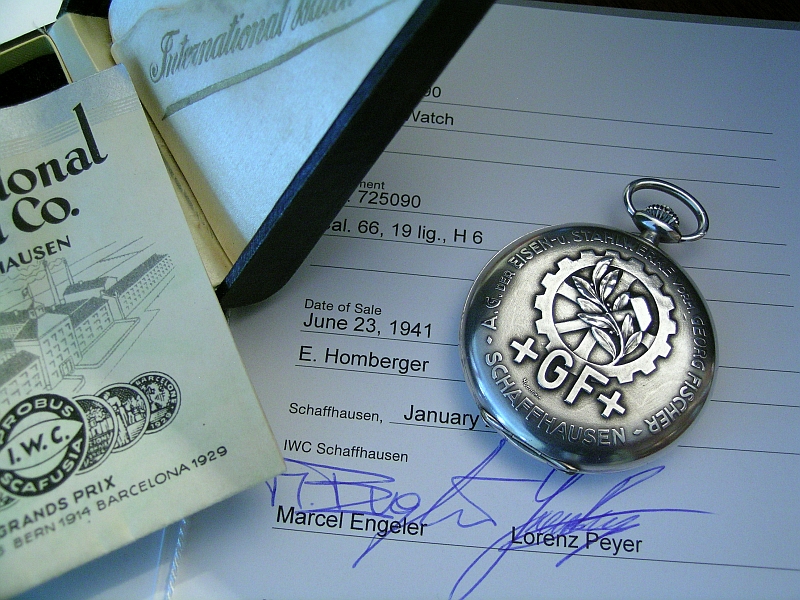 International Watch
ional
Co.
HAUSEN
PROBUS
I.W.C.
SCAFUSIA
GRANDS PRIX
BERN 1914 BARCELONA 1929
00
Watch
ment
725090
al. 66, 19 lig., H 6
Date of Sale
June 23, 1941
E. Homberger
Schaffhausen, January
IWC Schaffhausen
Marcel Engeler
Lorenz Peyer
A.G. DER EISEN-U. STAHLWERKE VORM. GEORG FISCHER
+GF+
SCHAFFHAUSEN